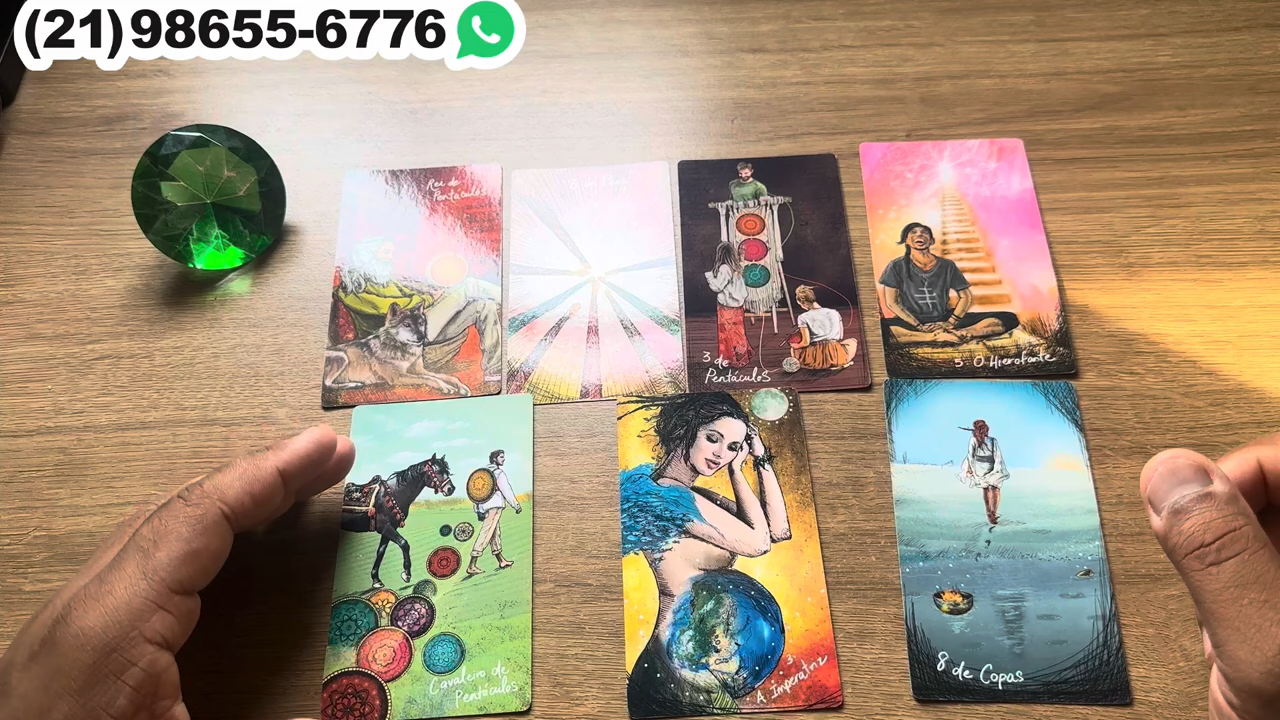 (21) 98655-6776
Rei de
Pentáculos
3 de
Pentáculos
5. O Hierofante
Cavaleiro de
Pentáculos
3.
A Imperatriz
8 de Copas